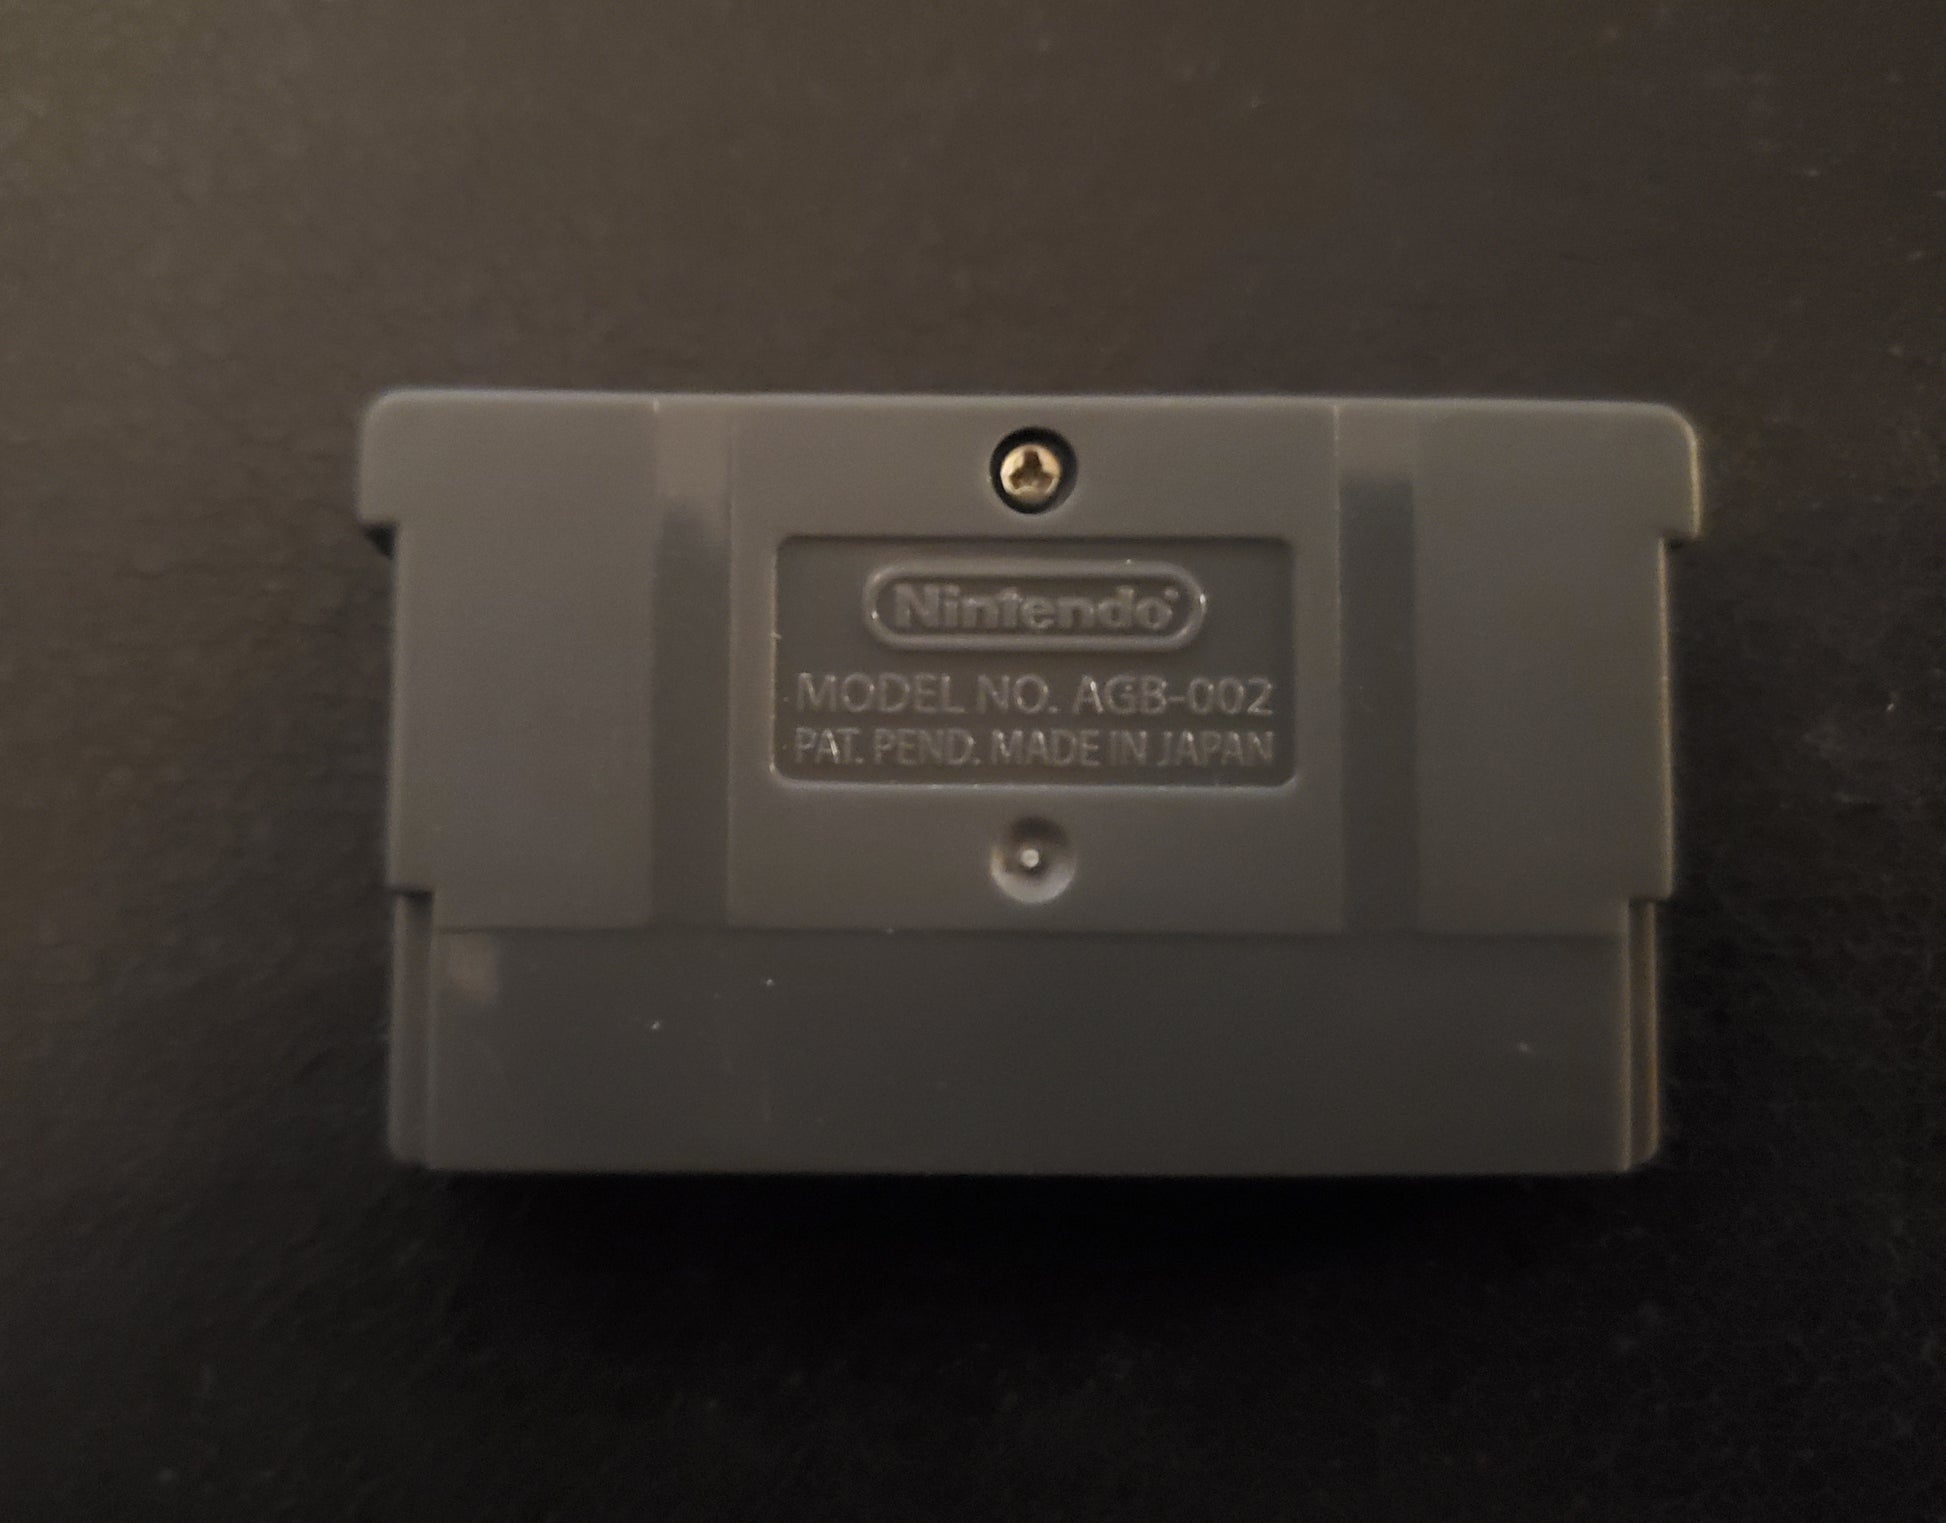 Nintendo®
MODEL NO. AGB-002
PAT. PEND. MADE IN JAPAN